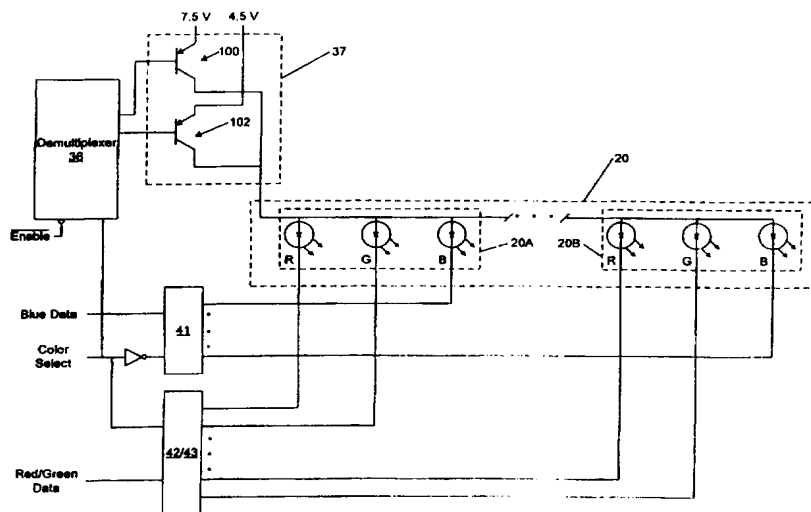 7.5 V
4.5 V
100
37
102
Demultiplexer
36
Enable
20
R
G
B
20A
20B
R
G
B
Blue Data
41
Color
Select
42/43
Red/Green
Data